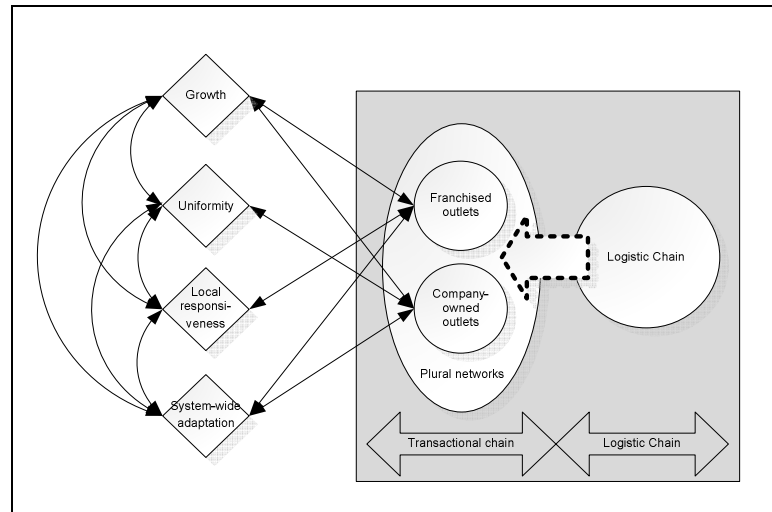 Growth
Uniformity
Local
responsi-
veness
System-wide
adaptation
Franchised
outlets
Company-
owned
outlets
Plural networks
Logistic Chain
Transactional chain
Logistic Chain